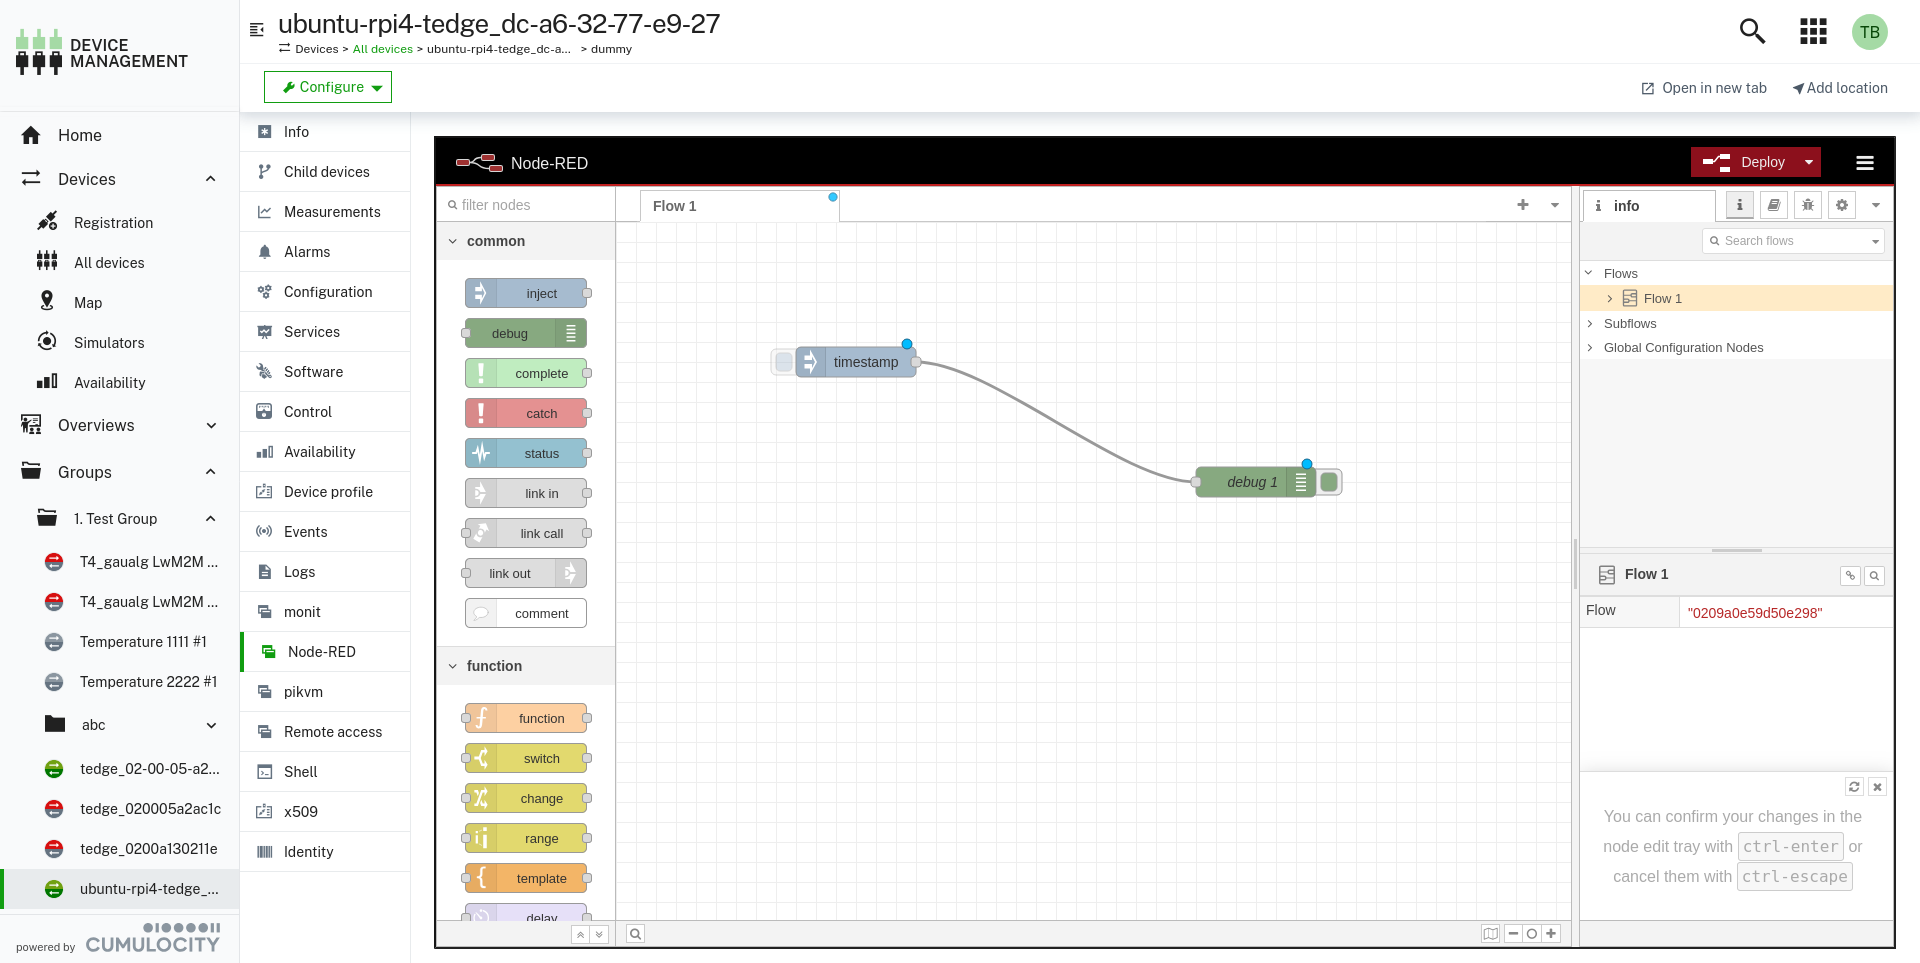 DEVICE
MANAGEMENT
Home
Devices
Registration
All devices
Map
Simulators
Availability
Overviews
Groups
1. Test Group
T4_gaualg LwM2M ...
T4_gaualg LwM2M ...
Temperature 1111 #1
Temperature 2222 #1
abc
tedge_02-00-05-a2...
tedge_020005a2ac1c
tedge_0200a130211e
ubuntu-rpi4-tedge_...
powered by CUMULOCITY
ubuntu-rpi4-tedge_dc-a6-32-77-e9-27
Devices > All devices > ubuntu-rpi4-tedge_dc-a... > dummy
TB
Configure
Open in new tab
Add location
Info
Child devices
Measurements
Alarms
Configuration
Services
Software
Control
Availability
Device profile
Events
Logs
monit
Node-RED
pikvm
Remote access
Shell
x509
Identity
Node-RED
Deploy
filter nodes
common
inject
debug
complete
catch
status
link in
link call
link out
comment
function
function
switch
change
range
template
delay
Flow 1
timestamp
debug 1
info
Search flows
Flows
Flow 1
Subflows
Global Configuration Nodes
Flow 1
Flow "0209a0e59d50e298"
You can confirm your changes in the
node edit tray with ctrl-enter or
cancel them with ctrl-escape